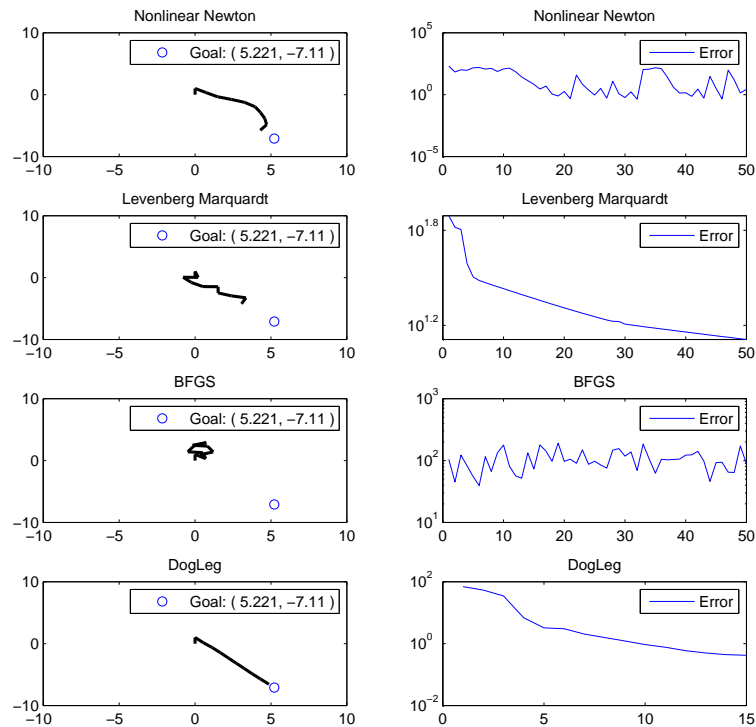 Nonlinear Newton
10
0
−10
−10 −5 0 5 10
Goal: ( 5.221, −7.11 )
Nonlinear Newton
10^5
10^0
10^−5
0 10 20 30 40 50
Error
Levenberg Marquardt
10
0
−10
−10 −5 0 5 10
Goal: ( 5.221, −7.11 )
Levenberg Marquardt
10^1.8
10^1.2
0 10 20 30 40 50
Error
BFGS
10
0
−10
−10 −5 0 5 10
Goal: ( 5.221, −7.11 )
BFGS
10^3
10^2
10^1
0 10 20 30 40 50
Error
DogLeg
10
0
−10
−10 −5 0 5 10
Goal: ( 5.221, −7.11 )
DogLeg
10^2
10^0
10^−2
0 5 10 15
Error